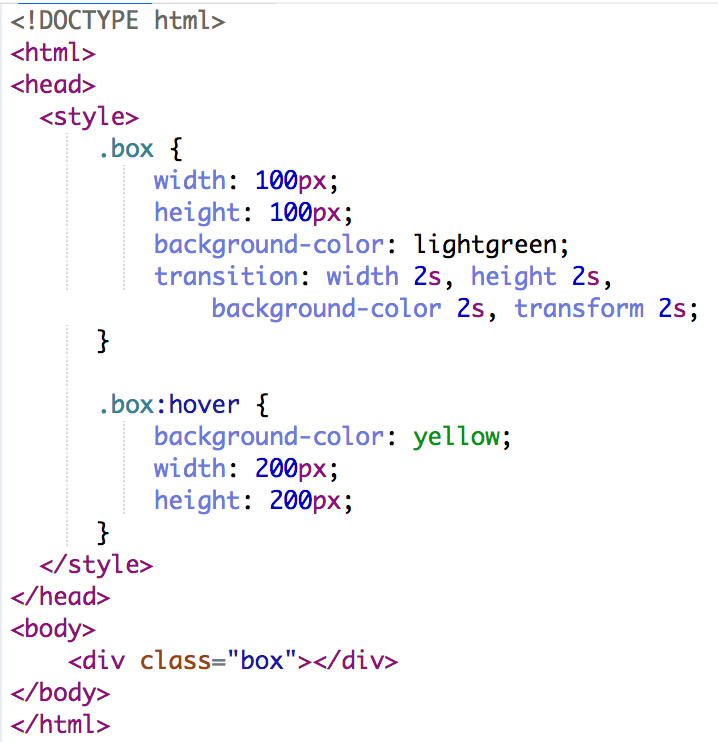 <!DOCTYPE html>
<html>
<head>
  <style>
      .box {
          width: 100px;
          height: 100px;
          background-color: lightgreen;
          transition: width 2s, height 2s,
              background-color 2s, transform 2s;
      }

      .box:hover {
          background-color: yellow;
          width: 200px;
          height: 200px;
      }
  </style>
</head>
<body>
    <div class="box"></div>
</body>
</html>